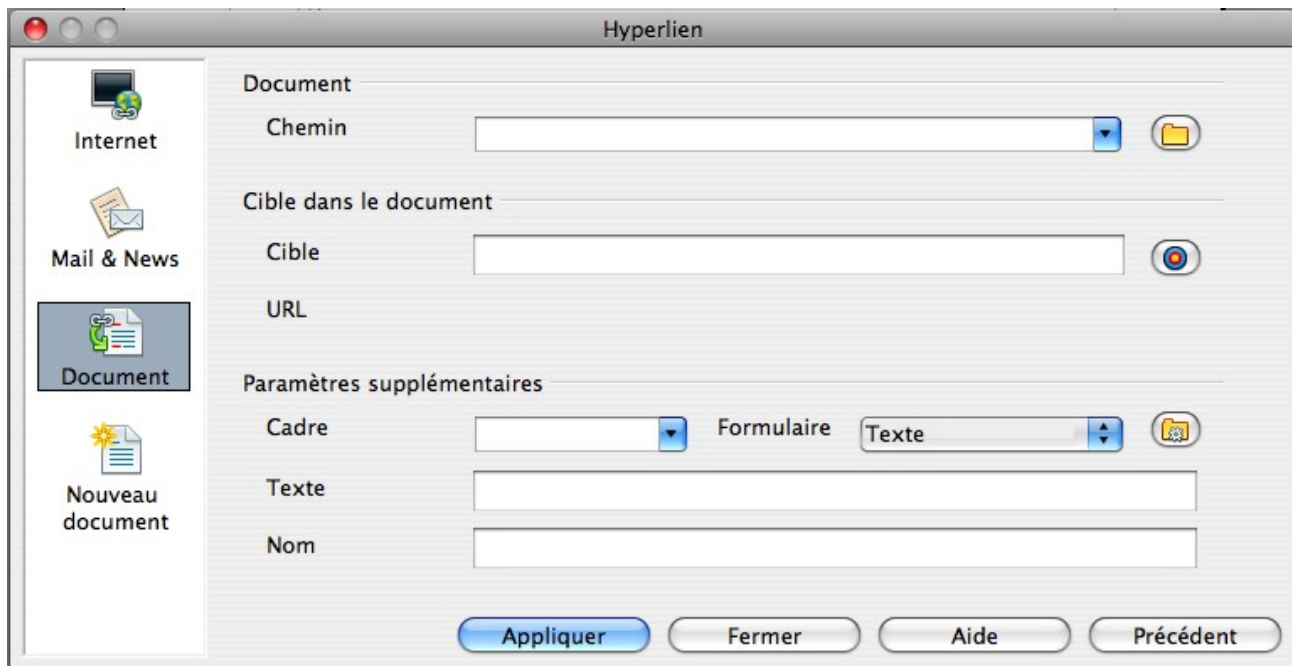 Hyperlien
Internet
Mail & News
Document
Nouveau
document
Document
Chemin
Cible dans le document
Cible
URL
Paramètres supplémentaires
Cadre
Formulaire
Texte
Texte
Nom
Appliquer
Fermer
Aide
Précédent